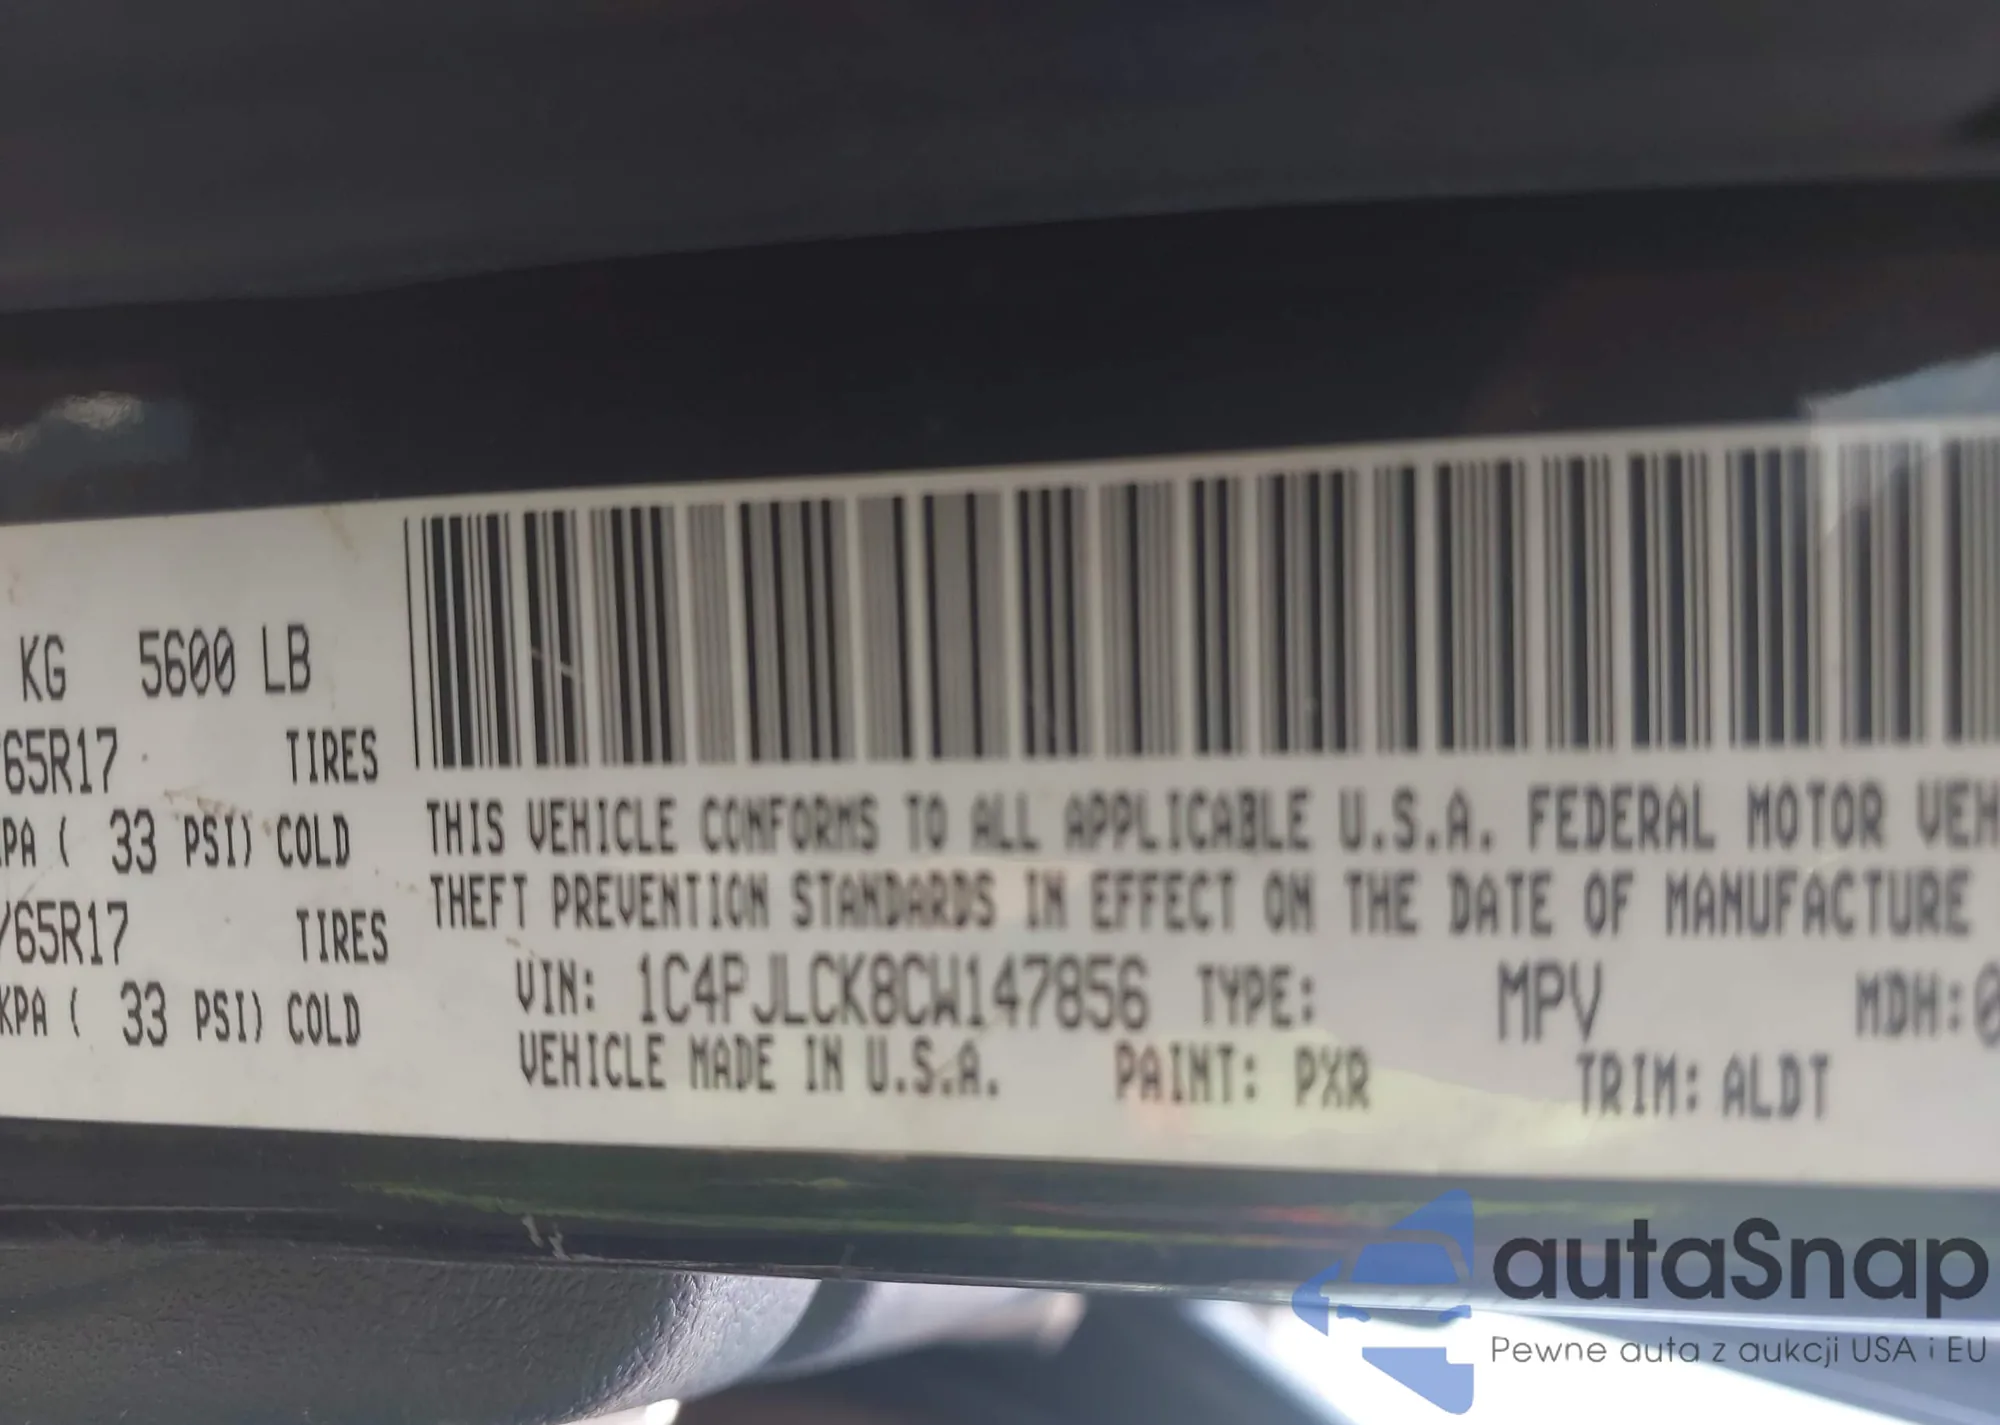 KG 5600 LB
/65R17 TIRES
KPA ( 33 PSI) COLD
/65R17 TIRES
KPA ( 33 PSI) COLD
THIS VEHICLE CONFORMS TO ALL APPLICABLE U.S.A. FEDERAL MOTOR VEH
THEFT PREVENTION STANDARDS IN EFFECT ON THE DATE OF MANUFACTURE
VIN: 1C4PJLCK8CW147856 TYPE: MPV MDH:0
VEHICLE MADE IN U.S.A. PAINT: PXR TRIM: ALDT
autaSnap
Pewne auta z aukcji USA i EU